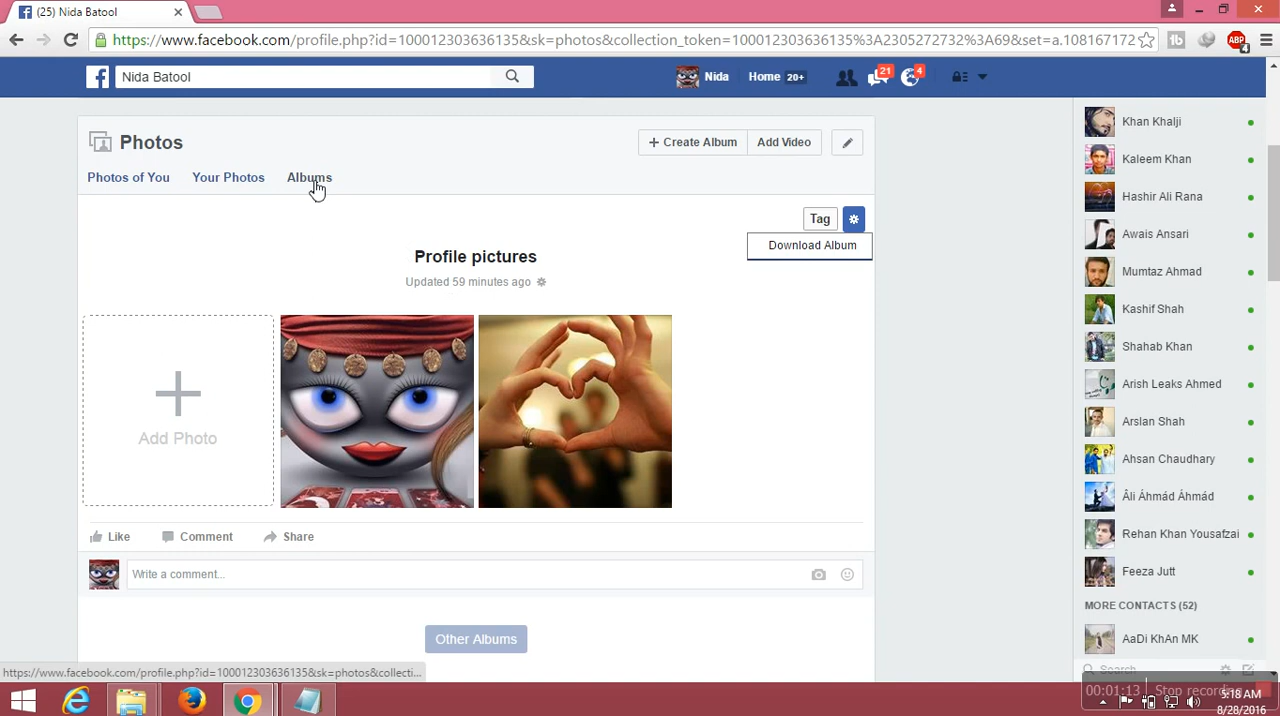 (25) Nida Batool
https://www.facebook.com/profile.php?id=100012303636135&sk=photos&collection_token=100012303636135%3A2305272732%3A69&set=a.108167172
Nida Batool
Nida
Home 20+
21
4
Photos
+ Create Album
Add Video
Photos of You
Your Photos
Albums
Tag
Download Album
Profile pictures
Updated 59 minutes ago
Add Photo
Like
Comment
Share
Write a comment...
Other Albums
Khan Khalji
Kaleem Khan
Hashir Ali Rana
Awais Ansari
Mumtaz Ahmad
Kashif Shah
Shahab Khan
Arish Leaks Ahmed
Arslan Shah
Ahsan Chaudhary
Âli Áhmád Áhmád
Rehan Khan Yousafzai
Feeza Jutt
MORE CONTACTS (52)
AaDi KhAn MK
Search
https://www.facebook.com/profile.php?id=100012303636135&sk=photos&collecti...
00:01:13
Stop recording
5:18 AM
8/28/2016